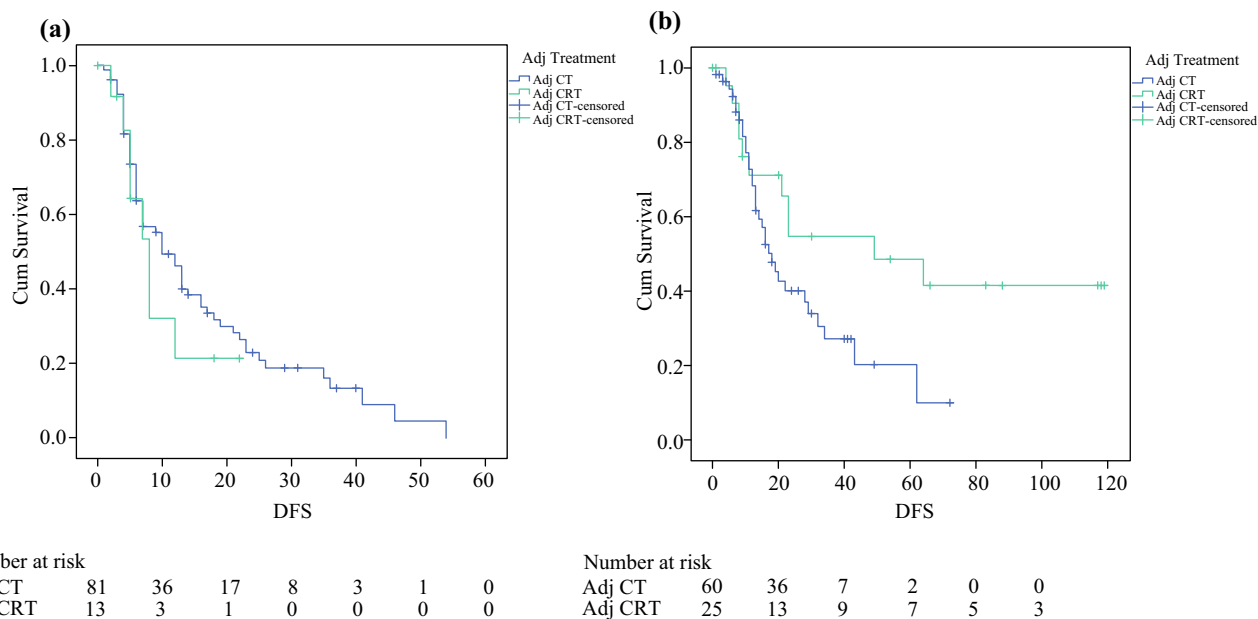 (a)
Adj Treatment
Adj CT
Adj CRT
Adj CT-censored
Adj CRT-censored
1.0
0.8
0.6
0.4
0.2
0.0
Cum Survival
0 10 20 30 40 50 60
DFS
ber at risk
CT 81 36 17 8 3 1 0
CRT 13 3 1 0 0 0 0
(b)
Adj Treatment
Adj CT
Adj CRT
Adj CT-censored
Adj CRT-censored
1.0
0.8
0.6
0.4
0.2
0.0
Cum Survival
0 20 40 60 80 100 120
DFS
Number at risk
Adj CT 60 36 7 2 0 0
Adj CRT 25 13 9 7 5 3